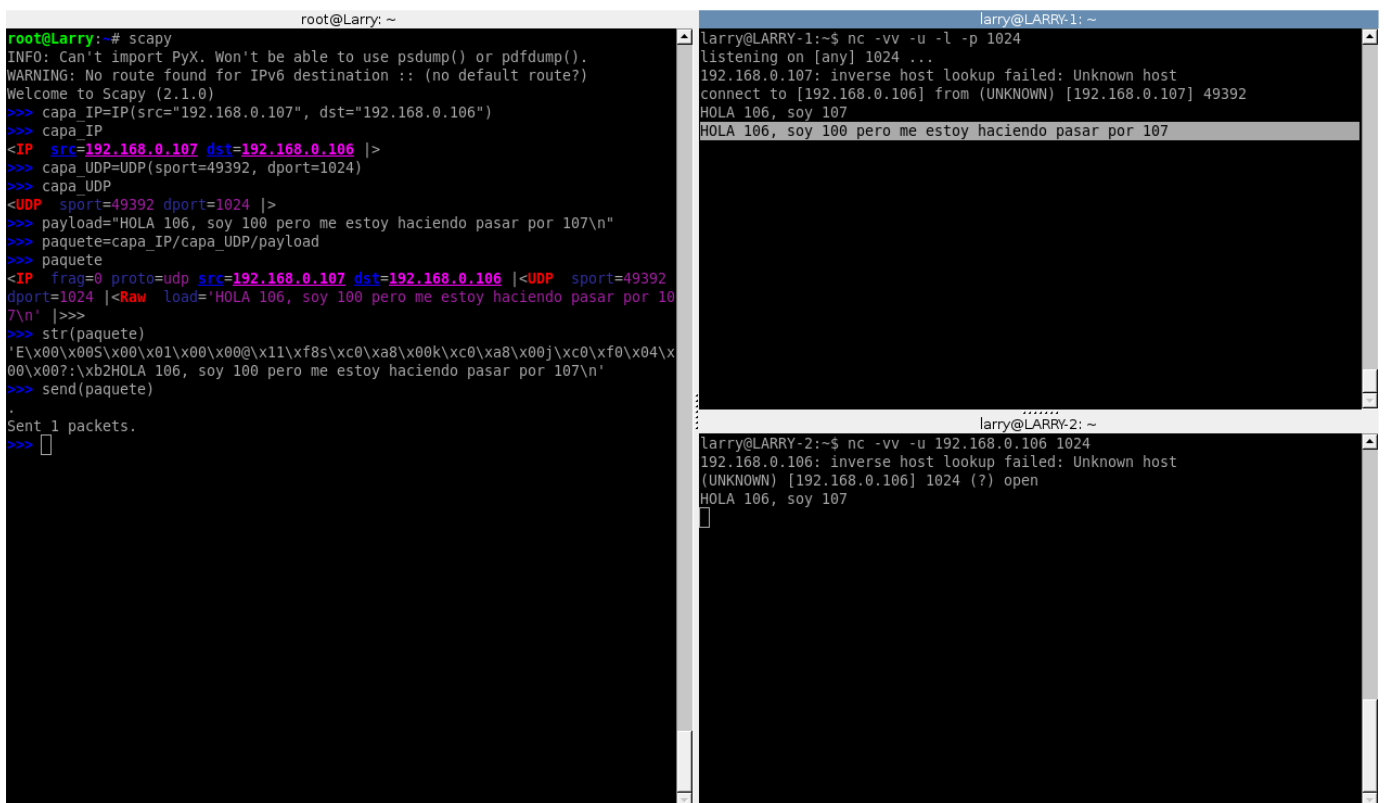 root@Larry: ~
root@Larry:~# scapy
INFO: Can't import PyX. Won't be able to use psdump() or pdfdump().
WARNING: No route found for IPv6 destination :: (no default route?)
Welcome to Scapy (2.1.0)
>>> capa_IP=IP(src="192.168.0.107", dst="192.168.0.106")
>>> capa_IP
<IP  src=192.168.0.107 dst=192.168.0.106 |>
>>> capa_UDP=UDP(sport=49392, dport=1024)
>>> capa_UDP
<UDP  sport=49392 dport=1024 |>
>>> payload="HOLA 106, soy 100 pero me estoy haciendo pasar por 107\n"
>>> paquete=capa_IP/capa_UDP/payload
>>> paquete
<IP  frag=0 proto=udp src=192.168.0.107 dst=192.168.0.106 |<UDP  sport=49392
dport=1024 |<Raw  load='HOLA 106, soy 100 pero me estoy haciendo pasar por 10
7\n' |>>>
>>> str(paquete)
'E\x00\x00S\x00\x01\x00\x00@\x11\xf8s\xc0\xa8\x00k\xc0\xa8\x00j\xc0\xf0\x04\x
00\x00?:\xb2HOLA 106, soy 100 pero me estoy haciendo pasar por 107\n'
>>> send(paquete)
.
Sent 1 packets.
>>>
larry@LARRY-1: ~
larry@LARRY-1:~$ nc -vv -u -l -p 1024
listening on [any] 1024 ...
192.168.0.107: inverse host lookup failed: Unknown host
connect to [192.168.0.106] from (UNKNOWN) [192.168.0.107] 49392
HOLA 106, soy 107
HOLA 106, soy 100 pero me estoy haciendo pasar por 107
larry@LARRY-2: ~
larry@LARRY-2:~$ nc -vv -u 192.168.0.106 1024
192.168.0.106: inverse host lookup failed: Unknown host
(UNKNOWN) [192.168.0.106] 1024 (?) open
HOLA 106, soy 107